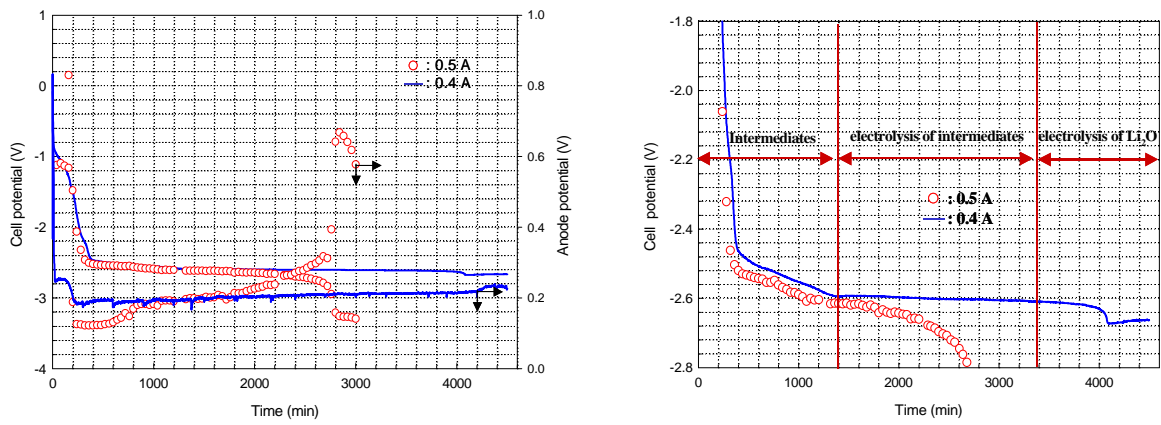 1
0
-1
-2
-3
-4
Cell potential (V)
1.0
0.8
0.6
0.4
0.2
0.0
Anode potential (V)
: 0.5 A
: 0.4 A
0 1000 2000 3000 4000
Time (min)
-1.8
-2.0
-2.2
-2.4
-2.6
-2.8
Cell potential (V)
Intermediates electrolysis of intermediates electrolysis of Li₂O
: 0.5 A
: 0.4 A
0 1000 2000 3000 4000
Time (min)